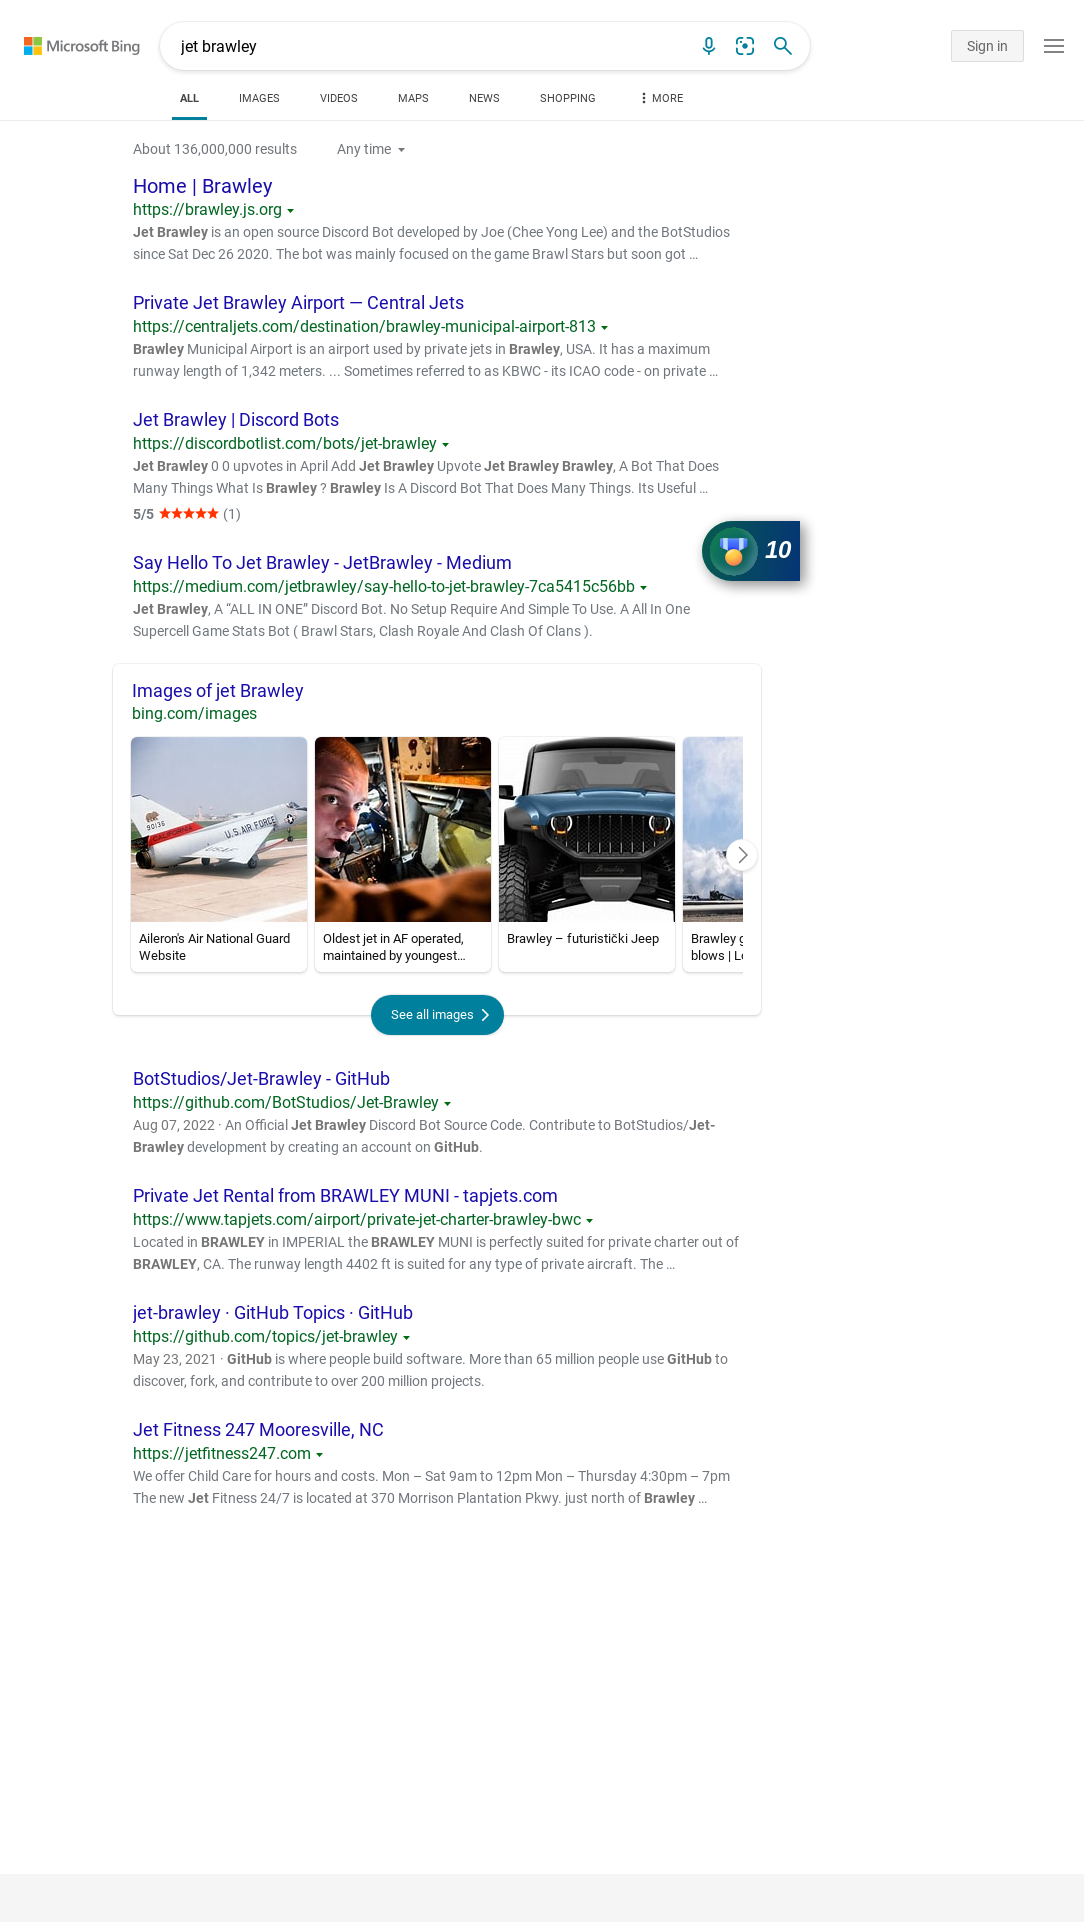 Microsoft Bing
jet brawley
Sign in
ALL
IMAGES
VIDEOS
MAPS
NEWS
SHOPPING
MORE
About 136,000,000 results
Any time
Home | Brawley
https://brawley.js.org
Jet Brawley is an open source Discord Bot developed by Joe (Chee Yong Lee) and the BotStudios
since Sat Dec 26 2020. The bot was mainly focused on the game Brawl Stars but soon got …
Private Jet Brawley Airport — Central Jets
https://centraljets.com/destination/brawley-municipal-airport-813
Brawley Municipal Airport is an airport used by private jets in Brawley, USA. It has a maximum
runway length of 1,342 meters. ... Sometimes referred to as KBWC - its ICAO code - on private …
Jet Brawley | Discord Bots
https://discordbotlist.com/bots/jet-brawley
Jet Brawley 0 0 upvotes in April Add Jet Brawley Upvote Jet Brawley Brawley, A Bot That Does
Many Things What Is Brawley ? Brawley Is A Discord Bot That Does Many Things. Its Useful …
5/5 ★★★★★ (1)
10
Say Hello To Jet Brawley - JetBrawley - Medium
https://medium.com/jetbrawley/say-hello-to-jet-brawley-7ca5415c56bb
Jet Brawley, A “ALL IN ONE” Discord Bot. No Setup Require And Simple To Use. A All In One
Supercell Game Stats Bot ( Brawl Stars, Clash Royale And Clash Of Clans ).
Images of jet Brawley
bing.com/images
90136
CALIFORNIA
U.S. AIR FORCE
USAF
Brawley
Aileron's Air National Guard
Website
Oldest jet in AF operated,
maintained by youngest…
Brawley – futuristički Jeep
Brawley
blows |
See all images
BotStudios/Jet-Brawley - GitHub
https://github.com/BotStudios/Jet-Brawley
Aug 07, 2022 · An Official Jet Brawley Discord Bot Source Code. Contribute to BotStudios/Jet-
Brawley development by creating an account on GitHub.
Private Jet Rental from BRAWLEY MUNI - tapjets.com
https://www.tapjets.com/airport/private-jet-charter-brawley-bwc
Located in BRAWLEY in IMPERIAL the BRAWLEY MUNI is perfectly suited for private charter out of
BRAWLEY, CA. The runway length 4402 ft is suited for any type of private aircraft. The …
jet-brawley · GitHub Topics · GitHub
https://github.com/topics/jet-brawley
May 23, 2021 · GitHub is where people build software. More than 65 million people use GitHub to
discover, fork, and contribute to over 200 million projects.
Jet Fitness 247 Mooresville, NC
https://jetfitness247.com
We offer Child Care for hours and costs. Mon – Sat 9am to 12pm Mon – Thursday 4:30pm – 7pm
The new Jet Fitness 24/7 is located at 370 Morrison Plantation Pkwy. just north of Brawley …